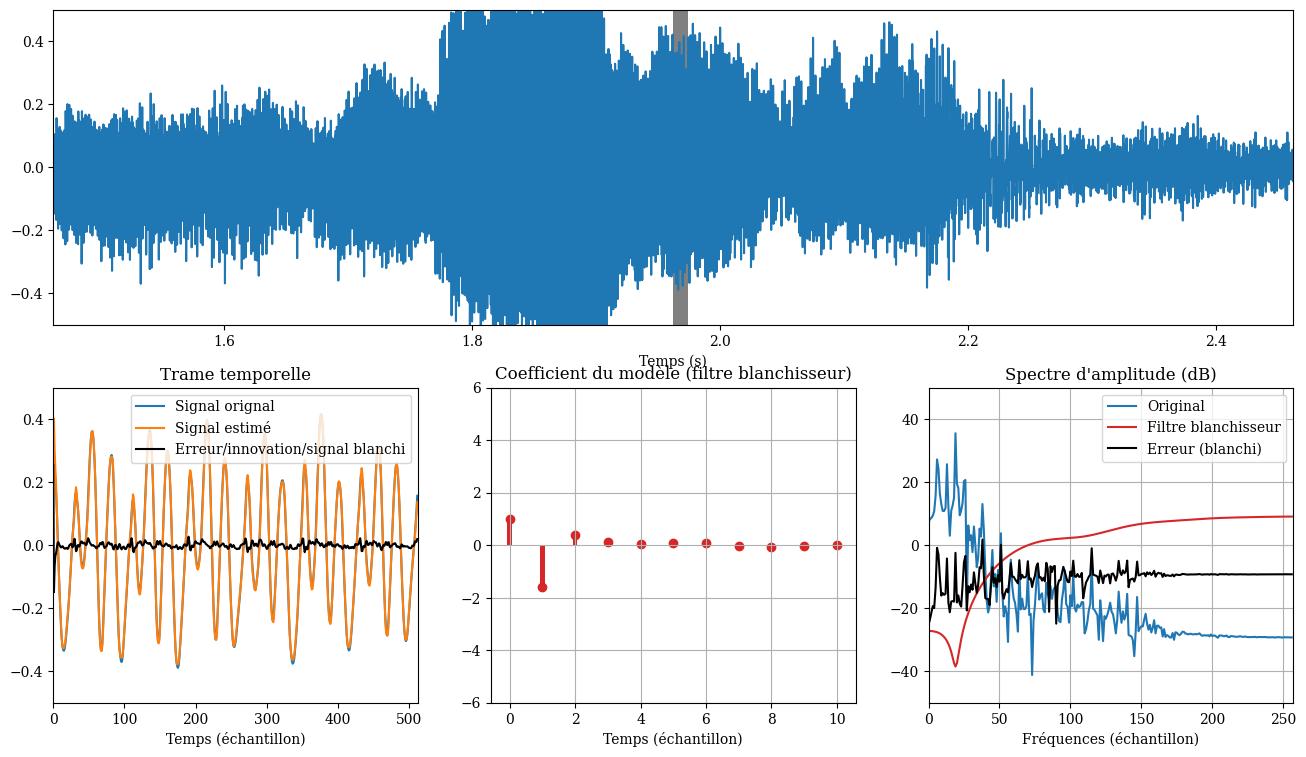 0.4
0.2
0.0
−0.2
−0.4
1.6 1.8 2.0 2.2 2.4
Temps (s)
Trame temporelle
Signal orignal
Signal estimé
Erreur/innovation/signal blanchi
0.4
0.2
0.0
−0.2
−0.4
0 100 200 300 400 500
Temps (échantillon)
Coefficient du modèle (filtre blanchisseur)
6
4
2
0
−2
−4
−6
0 2 4 6 8 10
Temps (échantillon)
Spectre d'amplitude (dB)
Original
Filtre blanchisseur
Erreur (blanchi)
40
20
0
−20
−40
0 50 100 150 200 250
Fréquences (échantillon)